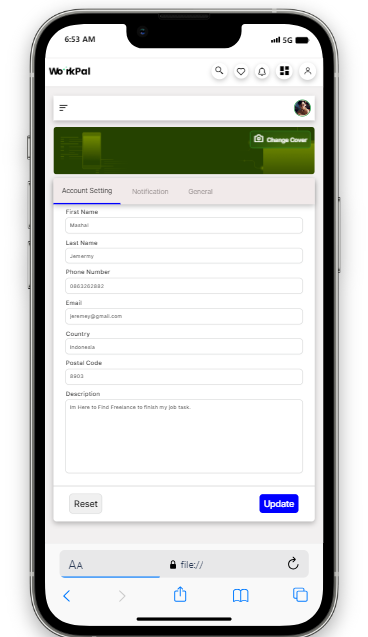 6:53 AM
5G
WorkPal
Change Cover
Account Setting
Notification
General
First Name
Mashal
Last Name
Jemermy
Phone Number
0863262882
Email
jeremey@gmail.com
Country
Indonesia
Postal Code
8903
Description
Im Here to Find Freelance to finish my job task.
Reset
Update
AA
file://